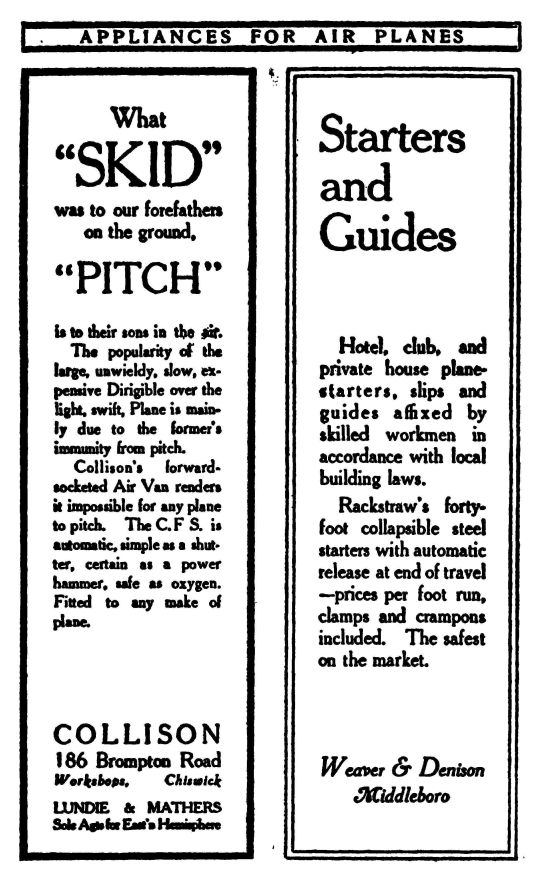 APPLIANCES FOR AIR PLANES
What
“SKID”
was to our forefathers
on the ground,
“PITCH”
is to their sons in the air.
The popularity of the
large, unwieldy, slow, ex-
pensive Dirigible over the
light, swift, Plane is main-
ly due to the former's
immunity from pitch.
Collison's forward-
socketed Air Van renders
it impossible for any plane
to pitch. The C. F S. is
automatic, simple as a shut-
ter, certain as a power
hammer, safe as oxygen.
Fitted to any make of
plane.
COLLISON
186 Brompton Road
Workshops, Chiswick
LUNDIE & MATHERS
Sole Agts for East'n Hemisphere
Starters
and
Guides
Hotel, club, and
private house plane-
starters, slips and
guides affixed by
skilled workmen in
accordance with local
building laws.
Rackstraw's forty-
foot collapsible steel
starters with automatic
release at end of travel
—prices per foot run,
clamps and crampons
included. The safest
on the market.
Weaver & Denison
Middleboro